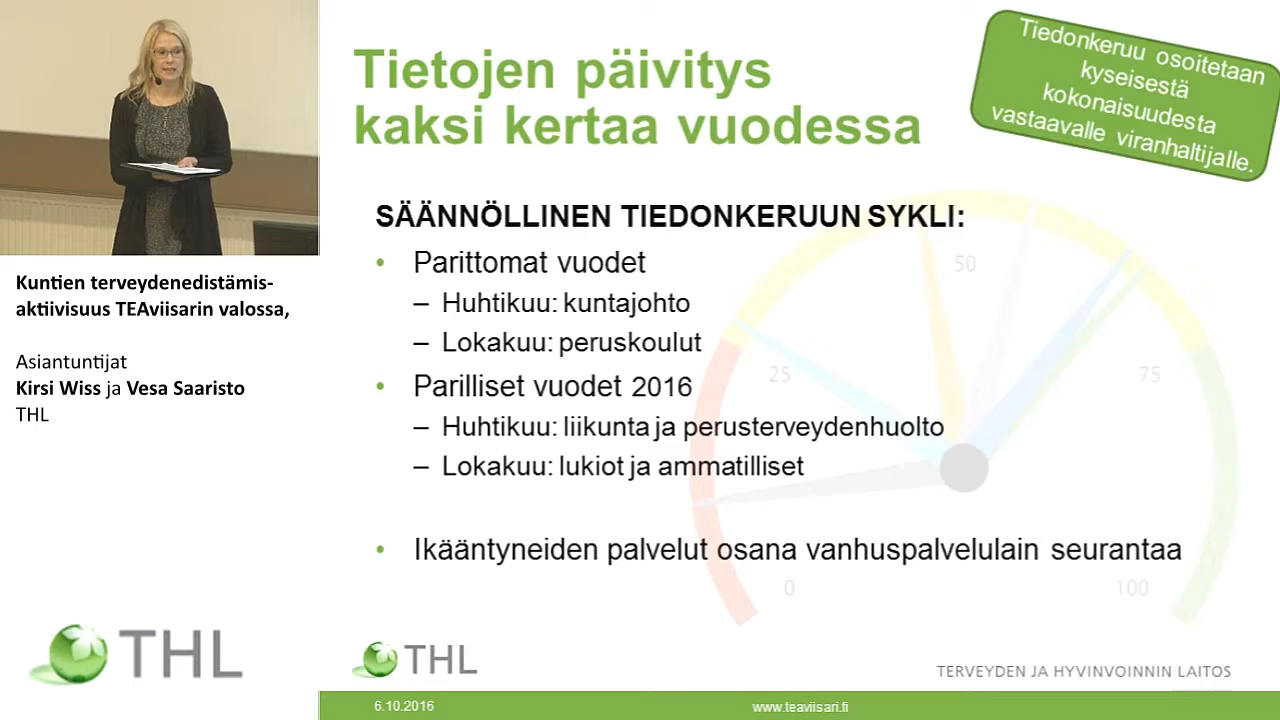 Kuntien terveydenedistämis-
aktiivisuus TEAviisarin valossa,
Asiantuntijat
Kirsi Wiss ja Vesa Saaristo
THL
THL
Tietojen päivitys
kaksi kertaa vuodessa
Tiedonkeruu osoitetaan
kyseisestä
kokonaisuudesta
vastaavalle viranhaltijalle.
SÄÄNNÖLLINEN TIEDONKERUUN SYKLI:
• Parittomat vuodet
– Huhtikuu: kuntajohto
– Lokakuu: peruskoulut
• Parilliset vuodet 2016
– Huhtikuu: liikunta ja perusterveydenhuolto
– Lokakuu: lukiot ja ammatilliset
• Ikääntyneiden palvelut osana vanhuspalvelulain seurantaa
0
25
50
75
100
THL
TERVEYDEN JA HYVINVOINNIN LAITOS
6.10.2016
www.teaviisari.fi